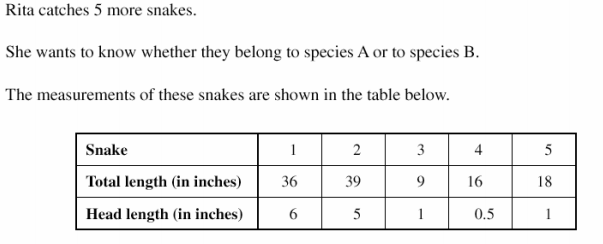 Rita catches 5 more snakes.
She wants to know whether they belong to species A or to species B.
The measurements of these snakes are shown in the table below.
Snake 1 2 3 4 5
Total length (in inches) 36 39 9 16 18
Head length (in inches) 6 5 1 0.5 1